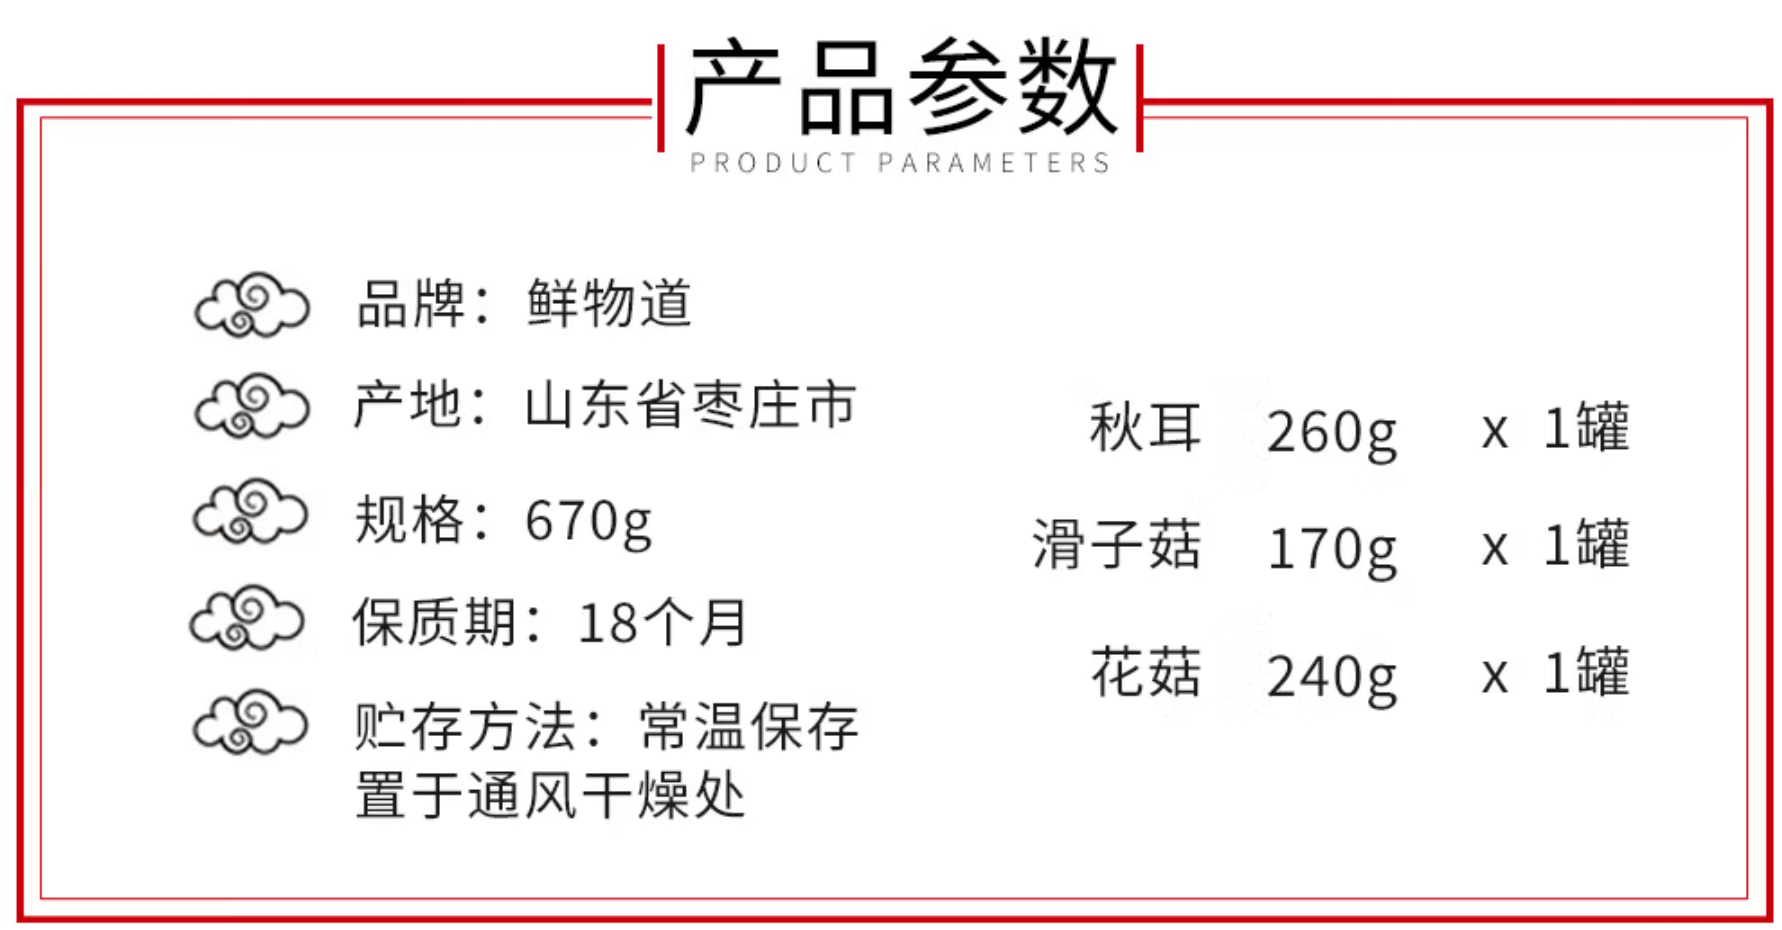 产品参数
PRODUCT PARAMETERS
品牌：鲜物道
产地：山东省枣庄市
规格：670g
保质期：18个月
贮存方法：常温保存
置于通风干燥处
秋耳 260g x 1罐
滑子菇 170g x 1罐
花菇 240g x 1罐